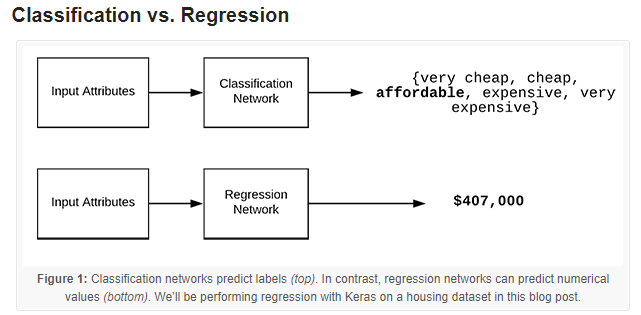 Classification vs. Regression
Input Attributes
Classification
Network
{very cheap, cheap,
affordable, expensive, very
expensive}
Input Attributes
Regression
Network
$407,000
Figure 1: Classification networks predict labels (top). In contrast, regression networks can predict numerical
values (bottom). We'll be performing regression with Keras on a housing dataset in this blog post.